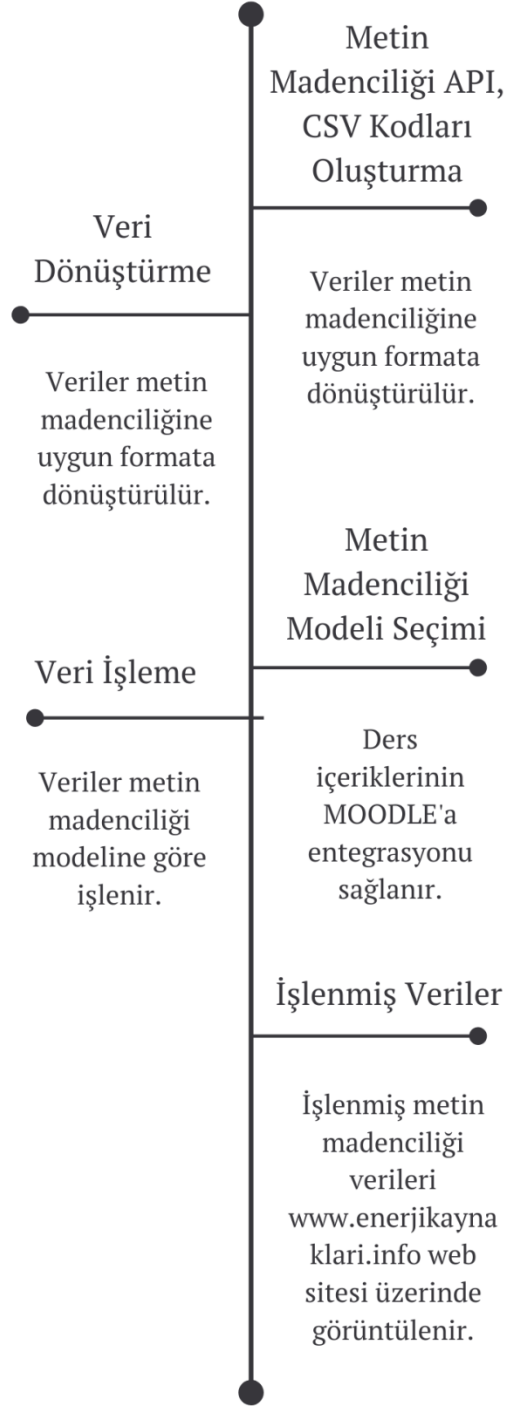 Metin
Madenciliği API,
CSV Kodları
Oluşturma
Veriler metin
madenciliğine
uygun formata
dönüştürülür.
Veri
Dönüştürme
Veriler metin
madenciliğine
uygun formata
dönüştürülür.
Metin
Madenciliği
Modeli Seçimi
Ders
içeriklerinin
MOODLE'a
entegrasyonu
sağlanır.
Veri İşleme
Veriler metin
madenciliği
modeline göre
işlenir.
İşlenmiş Veriler
İşlenmiş metin
madenciliği
verileri
www.enerjikayna
klari.info web
sitesi üzerinde
görüntülenir.